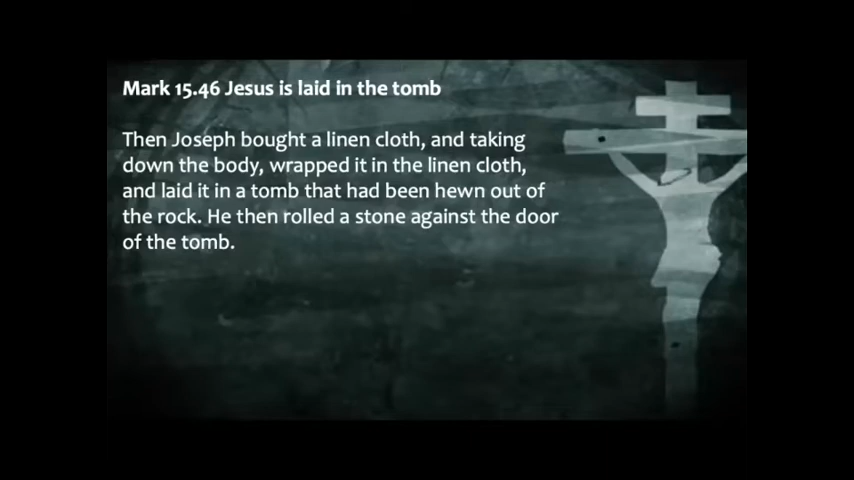 Mark 15.46 Jesus is laid in the tomb
Then Joseph bought a linen cloth, and taking
down the body, wrapped it in the linen cloth,
and laid it in a tomb that had been hewn out of
the rock. He then rolled a stone against the door
of the tomb.